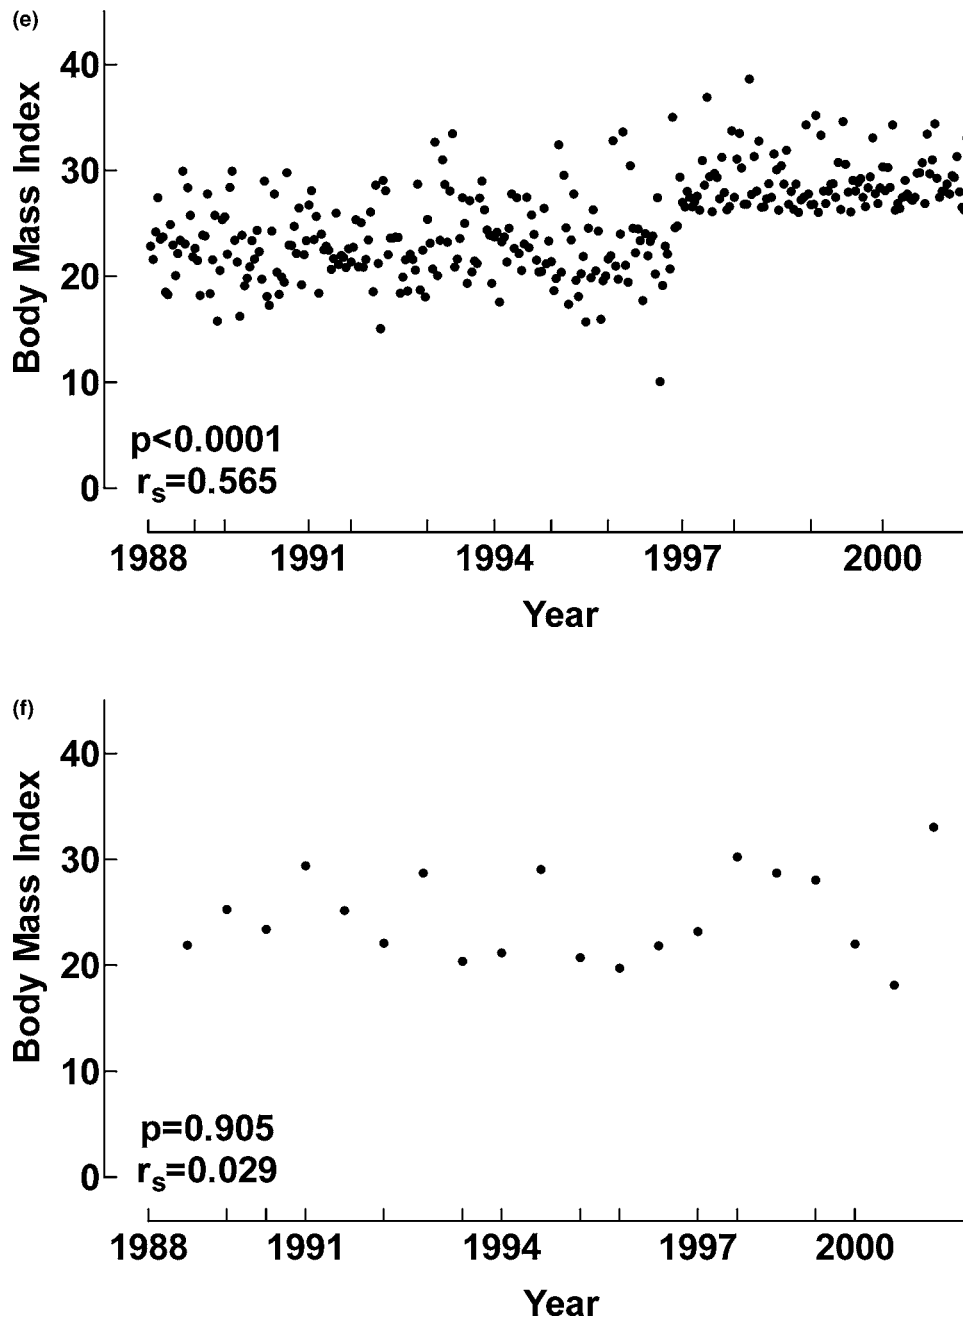 (e)
Body Mass Index
40
30
20
10
0
p<0.0001
rs=0.565
1988 1991 1994 1997 2000
Year
(f)
Body Mass Index
40
30
20
10
0
p=0.905
rs=0.029
1988 1991 1994 1997 2000
Year